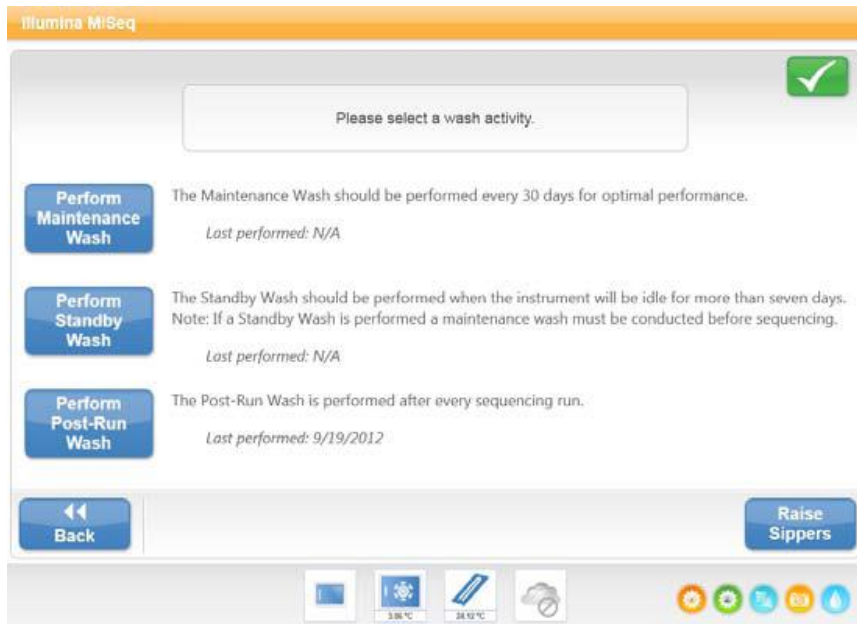 Illumina MiSeq
Please select a wash activity.
Perform
Maintenance
Wash
The Maintenance Wash should be performed every 30 days for optimal performance.
Last performed: N/A
Perform
Standby
Wash
The Standby Wash should be performed when the instrument will be idle for more than seven days.
Note: If a Standby Wash is performed a maintenance wash must be conducted before sequencing.
Last performed: N/A
Perform
Post-Run
Wash
The Post-Run Wash is performed after every sequencing run.
Last performed: 9/19/2012
Back
Raise
Sippers